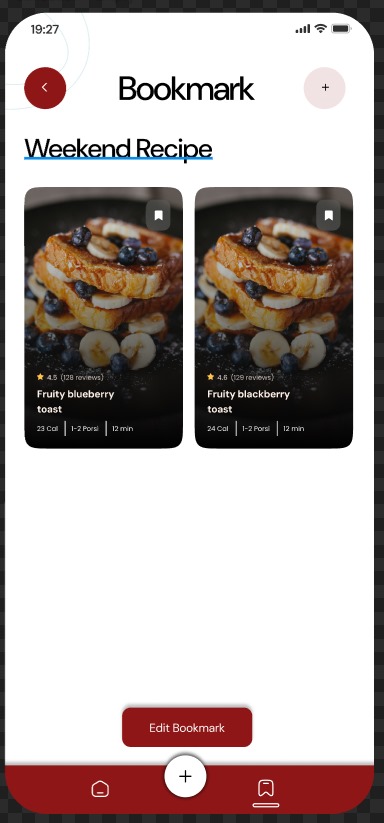 19:27
Bookmark
Weekend Recipe
4.5 (128 reviews)
Fruity blueberry
toast
23 Cal 1-2 Porsi 12 min
4.6 (129 reviews)
Fruity blackberry
toast
24 Cal 1-2 Porsi 12 min
Edit Bookmark